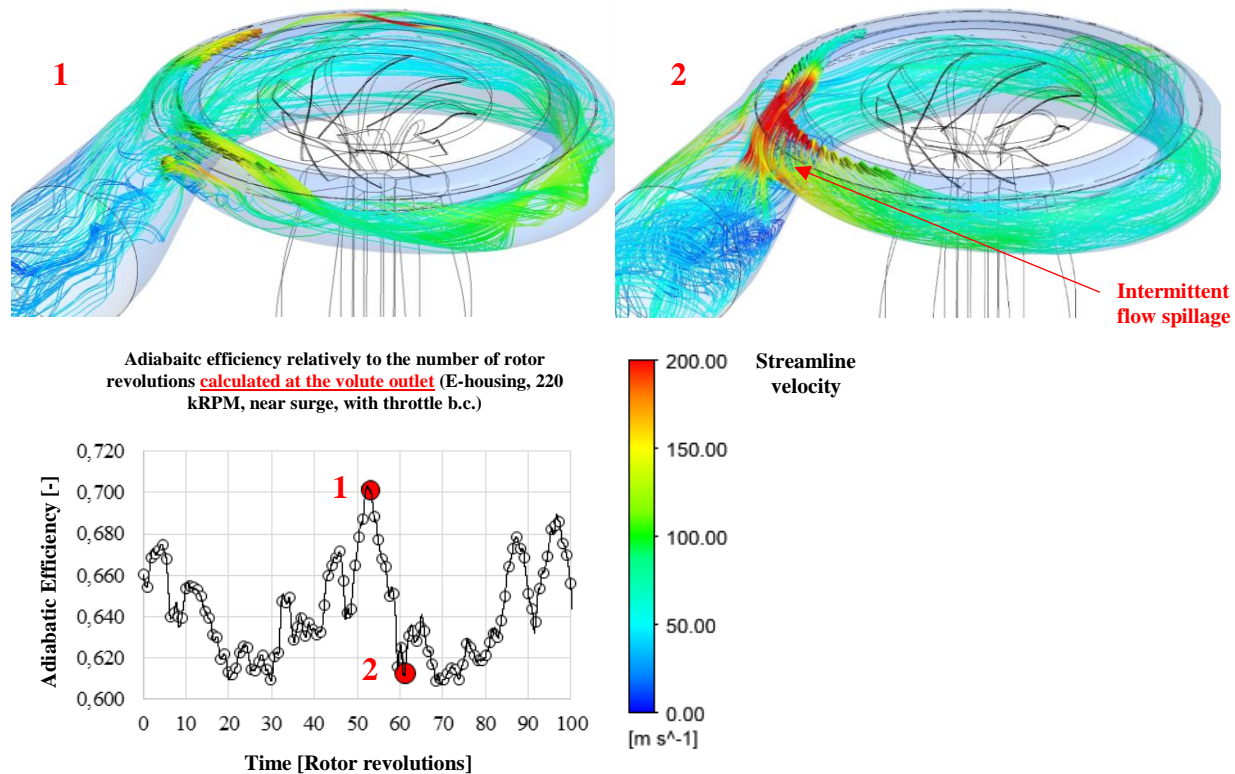 1
2
Intermittent
flow spillage
Adiabaitc efficiency relatively to the number of rotor
revolutions calculated at the volute outlet (E-housing, 220
kRPM, near surge, with throttle b.c.)
Adiabatic Efficiency [-]
0,720
0,700
0,680
0,660
0,640
0,620
0,600
1
2
0 10 20 30 40 50 60 70 80 90 100
Time [Rotor revolutions]
Streamline
velocity
200.00
150.00
100.00
50.00
0.00
[m s^-1]